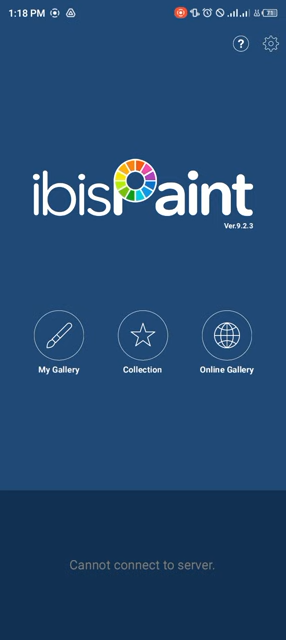 1:18 PM
?
ibisPaint
Ver.9.2.3
My Gallery Collection Online Gallery
Cannot connect to server.